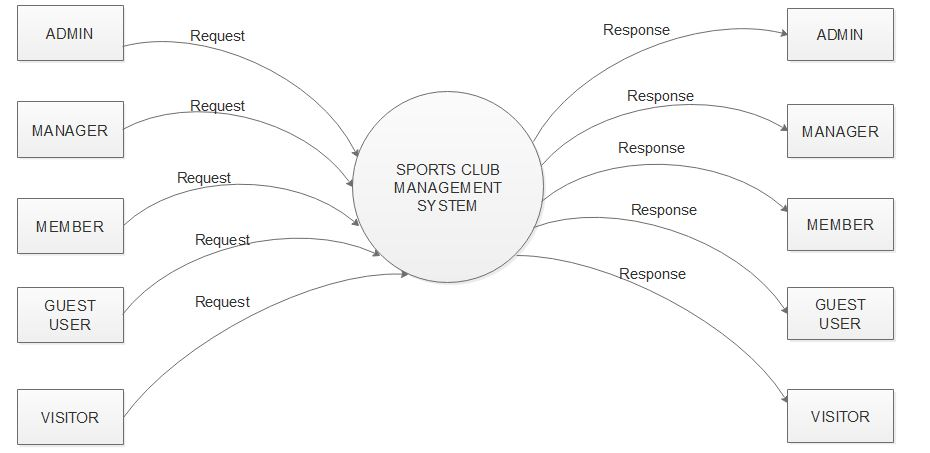 ADMIN
Request
Response
ADMIN
MANAGER
Request
Response
MANAGER
MEMBER
Request
Response
MEMBER
SPORTS CLUB
MANAGEMENT
SYSTEM
GUEST
USER
Request
Response
GUEST
USER
VISITOR
Request
Response
VISITOR